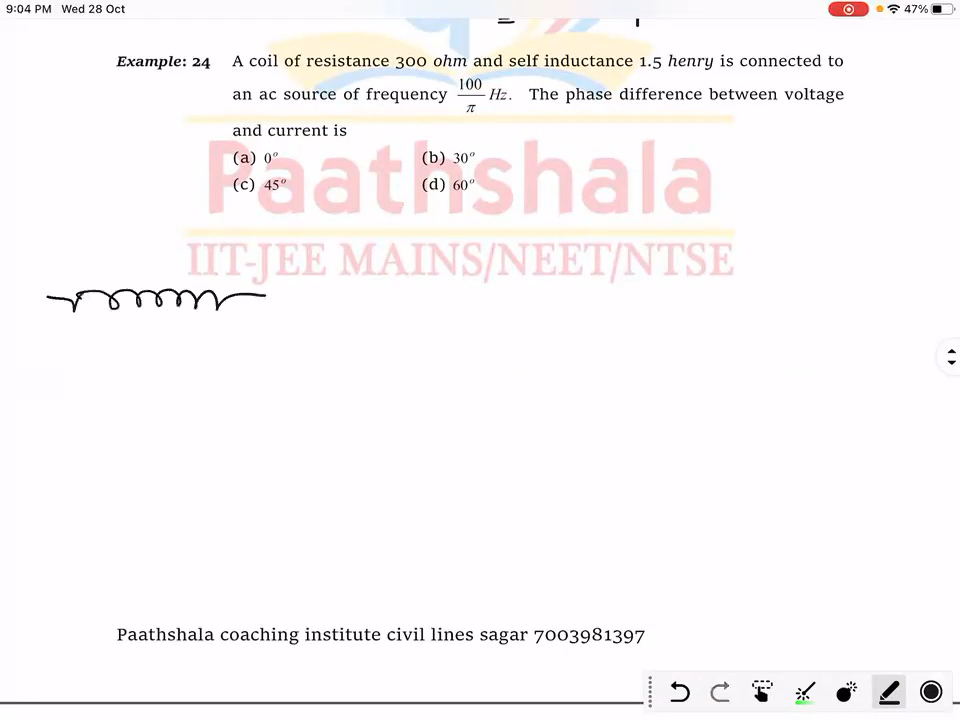 9:04 PM Wed 28 Oct 47%
Example: 24 A coil of resistance 300 ohm and self inductance 1.5 henry is connected to
an ac source of frequency 100/π Hz. The phase difference between voltage
and current is
(a) 0° (b) 30°
(c) 45° (d) 60°
Paathshala
IIT-JEE MAINS/NEET/NTSE
Paathshala coaching institute civil lines sagar 7003981397